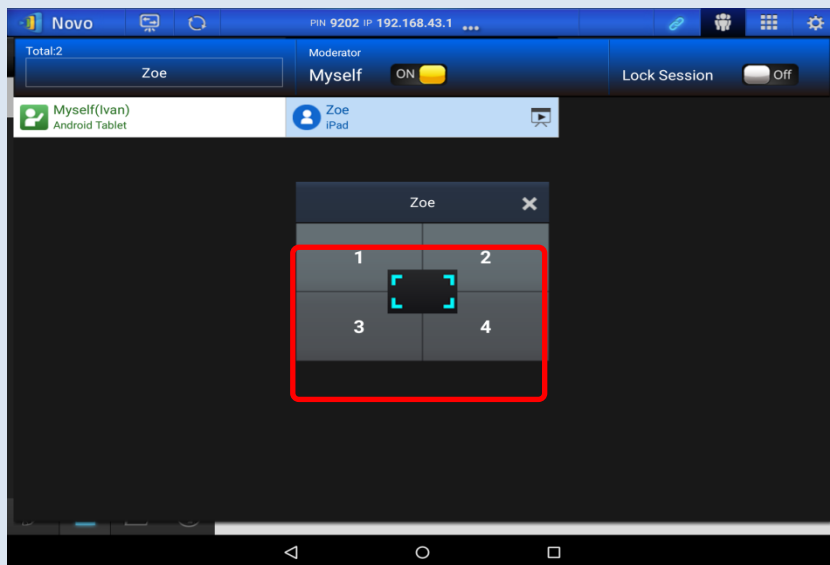 Novo
PIN 9202 IP 192.168.43.1 ...
Total:2
Zoe
Moderator
Myself ON
Lock Session Off
Myself(Ivan)
Android Tablet
Zoe
iPad
Zoe
1 2
3 4